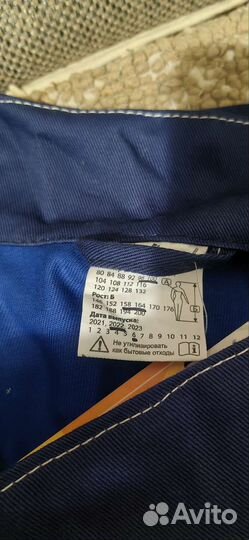 80 84 88 92 96 100
104 108 112 116
120 124 128 132
А
Рост: Б
146 152 158 164 170 176
182 188 194 200
Б
Дата выпуска:
2021, 2022, 2023
1 2 3 4 5 6 7 8 9 10 11 12
Не утилизировать
как бытовые отходы
Avito